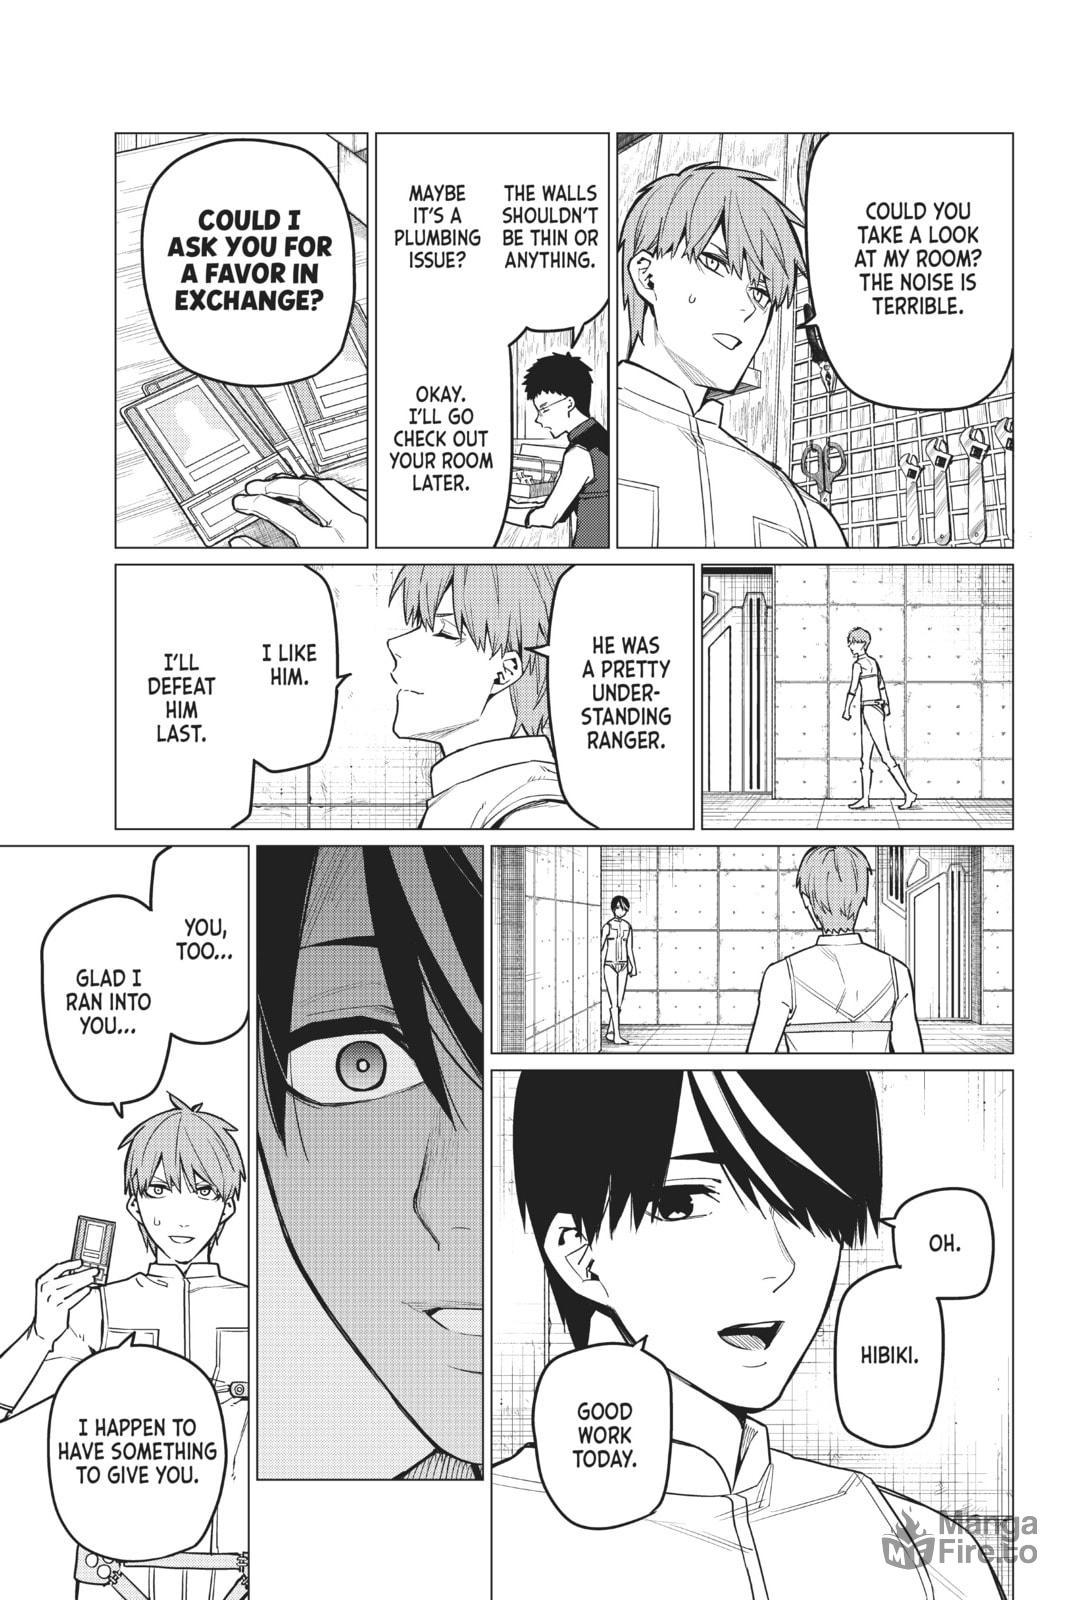 COULD YOU
TAKE A LOOK
AT MY ROOM?
THE NOISE IS
TERRIBLE.
THE WALLS
SHOULDN'T
BE THIN OR
ANYTHING.
MAYBE
IT'S A
PLUMBING
ISSUE?
OKAY.
I'LL GO
CHECK OUT
YOUR ROOM
LATER.
COULD I
ASK YOU FOR
A FAVOR IN
EXCHANGE?
HE WAS
A PRETTY
UNDER-
STANDING
RANGER.
I LIKE
HIM.
I'LL
DEFEAT
HIM
LAST.
OH.
HIBIKI.
GOOD
WORK
TODAY.
YOU,
TOO...
GLAD I
RAN INTO
YOU...
I HAPPEN TO
HAVE SOMETHING
TO GIVE YOU.
Manga
Fire.to